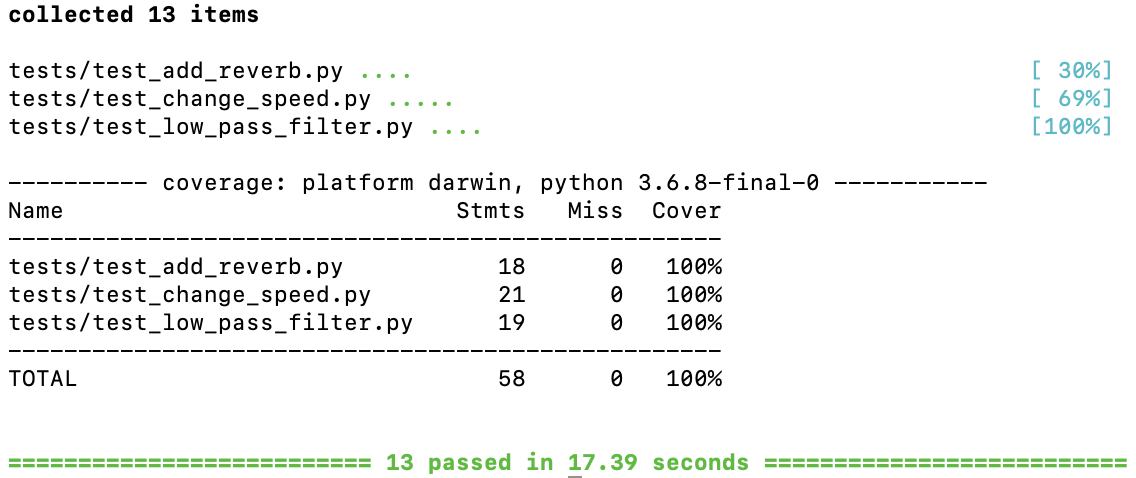 collected 13 items
tests/test_add_reverb.py .... [ 30%]
tests/test_change_speed.py ..... [ 69%]
tests/test_low_pass_filter.py .... [100%]
---------- coverage: platform darwin, python 3.6.8-final-0 -----------
Name Stmts Miss Cover
---------------------------------------------------
tests/test_add_reverb.py 18 0 100%
tests/test_change_speed.py 21 0 100%
tests/test_low_pass_filter.py 19 0 100%
---------------------------------------------------
TOTAL 58 0 100%
========================== 13 passed in 17.39 seconds ==========================